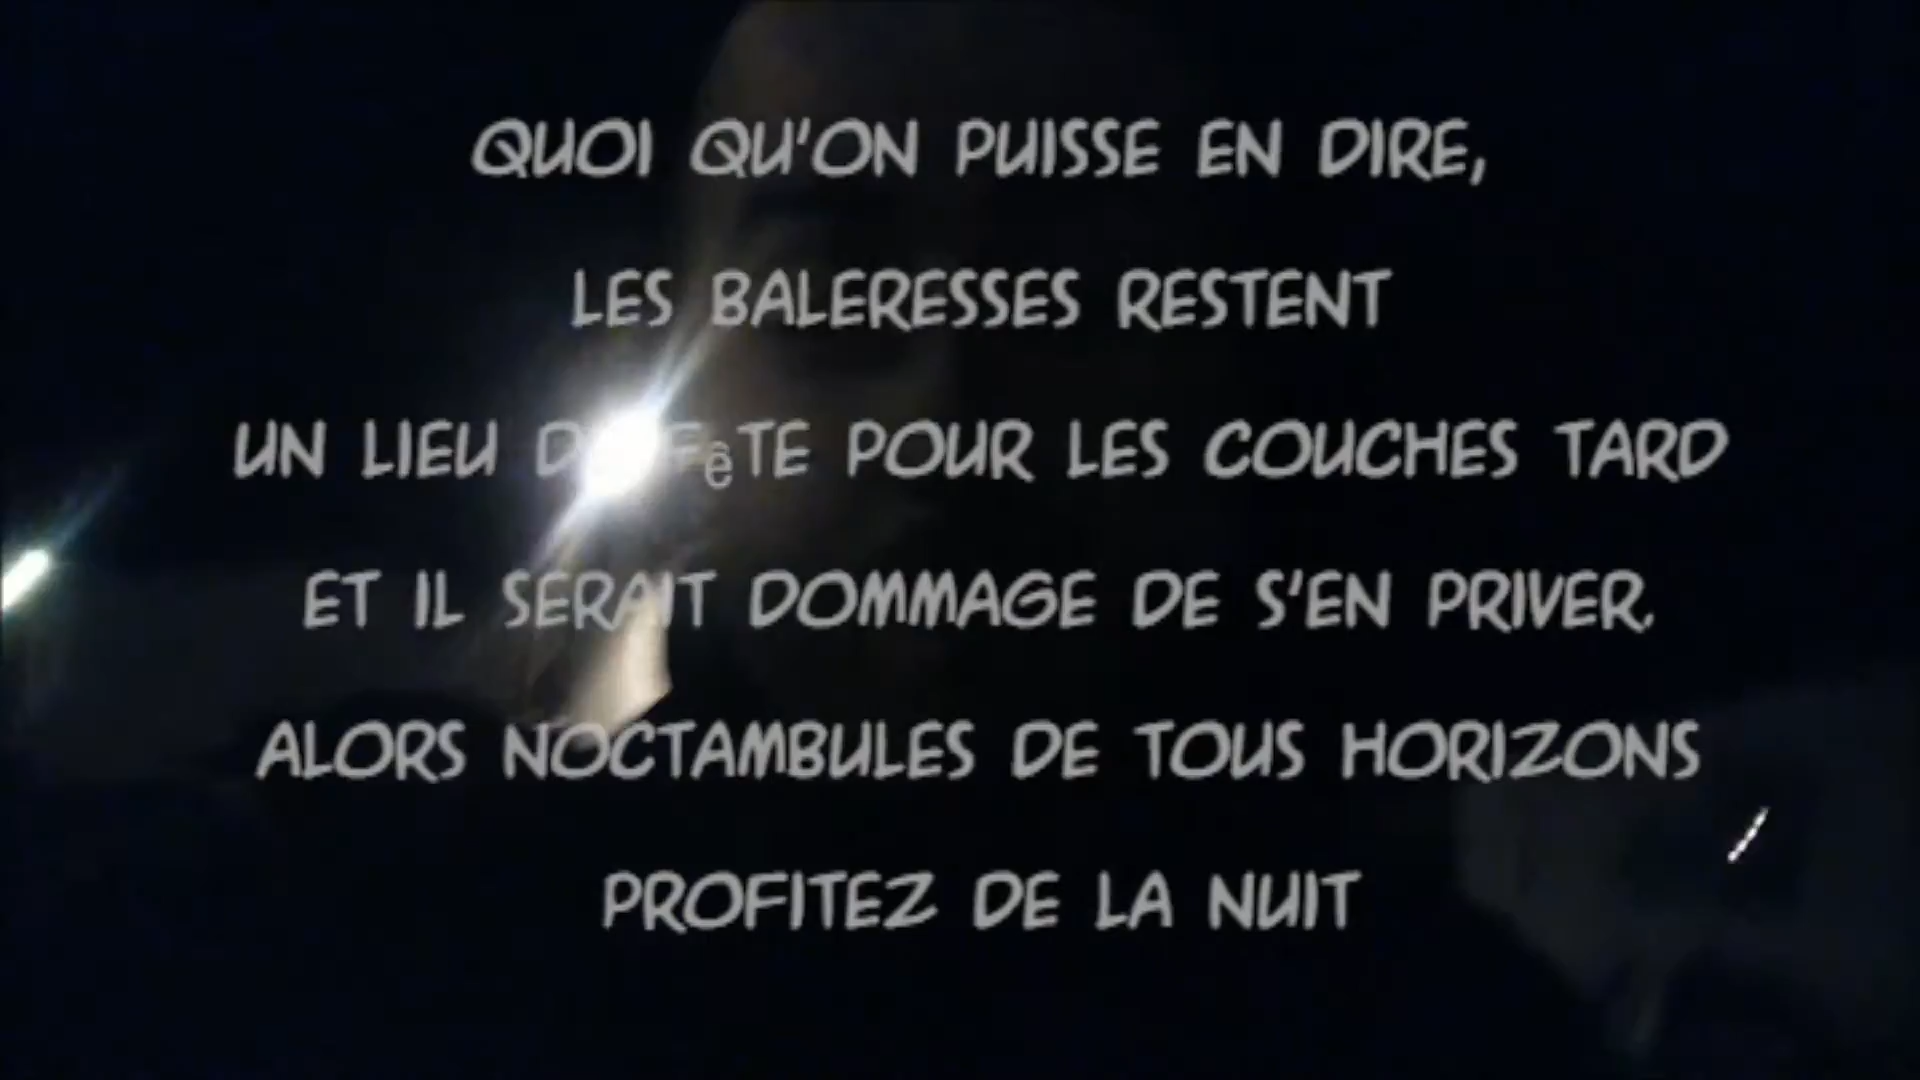 QUOI QU'ON PUISSE EN DIRE,
LES BALERESSES RESTENT
UN LIEU DE FêTE POUR LES COUCHES TARD
ET IL SERAIT DOMMAGE DE S'EN PRIVER.
ALORS NOCTAMBULES DE TOUS HORIZONS
PROFITEZ DE LA NUIT